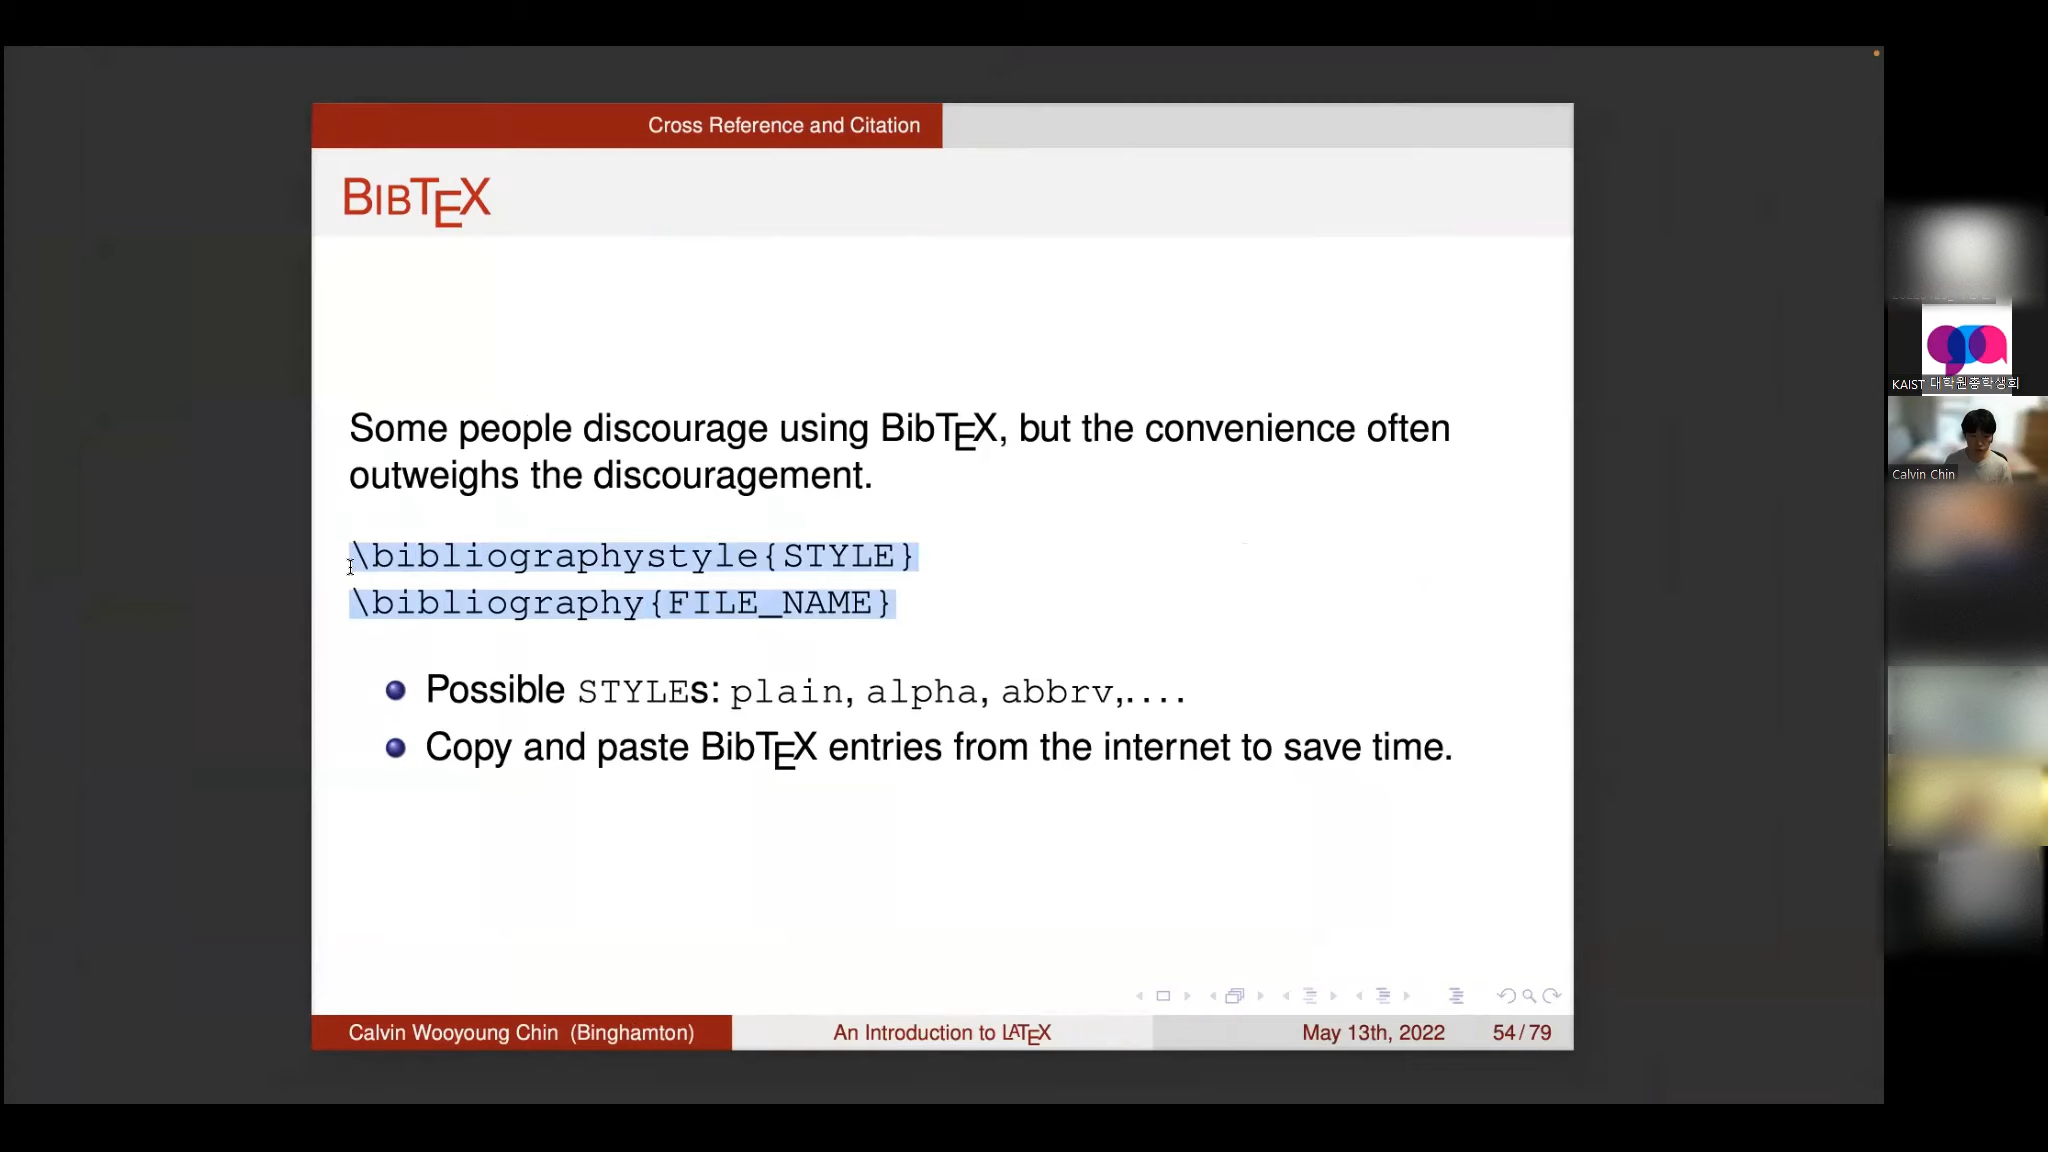 Cross Reference and Citation
BIBTEX
Some people discourage using BibTEX, but the convenience often
outweighs the discouragement.
\bibliographystyle{STYLE}
\bibliography{FILE_NAME}
Possible STYLEs: plain, alpha, abbrv,....
Copy and paste BibTEX entries from the internet to save time.
Calvin Wooyoung Chin (Binghamton)
An Introduction to LATEX
May 13th, 2022
54/79
KAIST 대학원총학생회
Calvin Chin